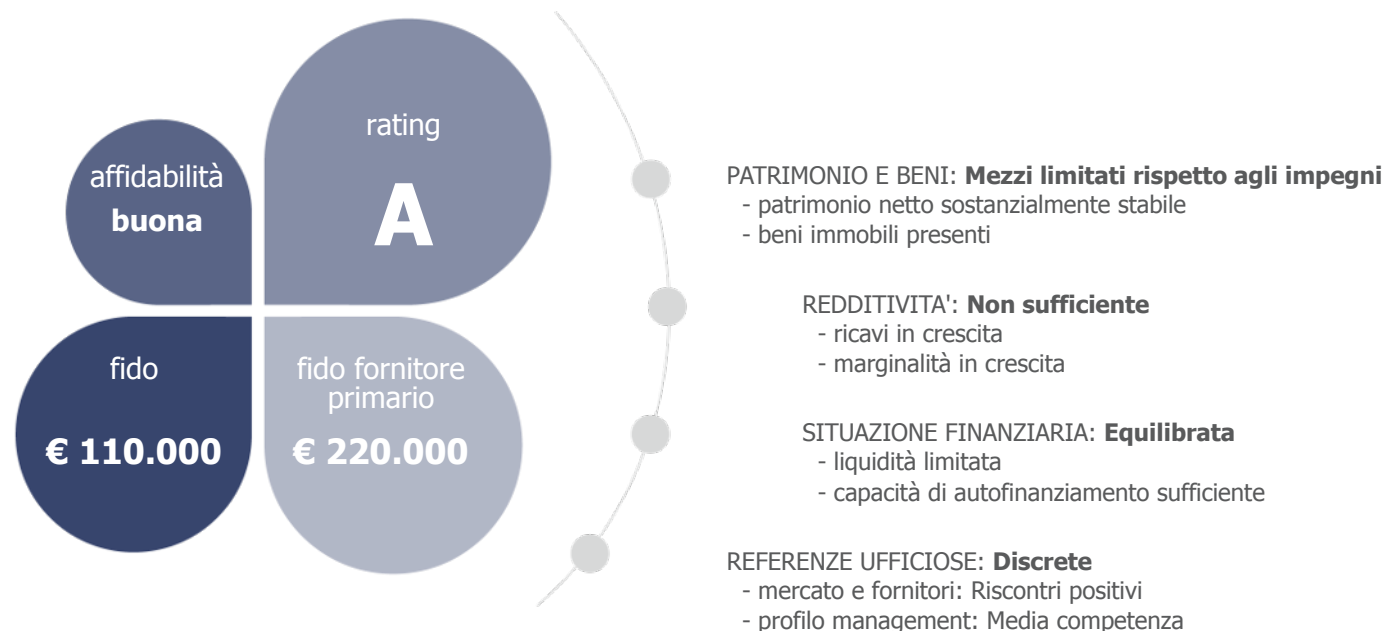 affidabilità
buona
rating
A
fido
€ 110.000
fido fornitore
primario
€ 220.000
PATRIMONIO E BENI: Mezzi limitati rispetto agli impegni
- patrimonio netto sostanzialmente stabile
- beni immobili presenti
REDDITIVITA': Non sufficiente
- ricavi in crescita
- marginalità in crescita
SITUAZIONE FINANZIARIA: Equilibrata
- liquidità limitata
- capacità di autofinanziamento sufficiente
REFERENZE UFFICIOSE: Discrete
- mercato e fornitori: Riscontri positivi
- profilo management: Media competenza